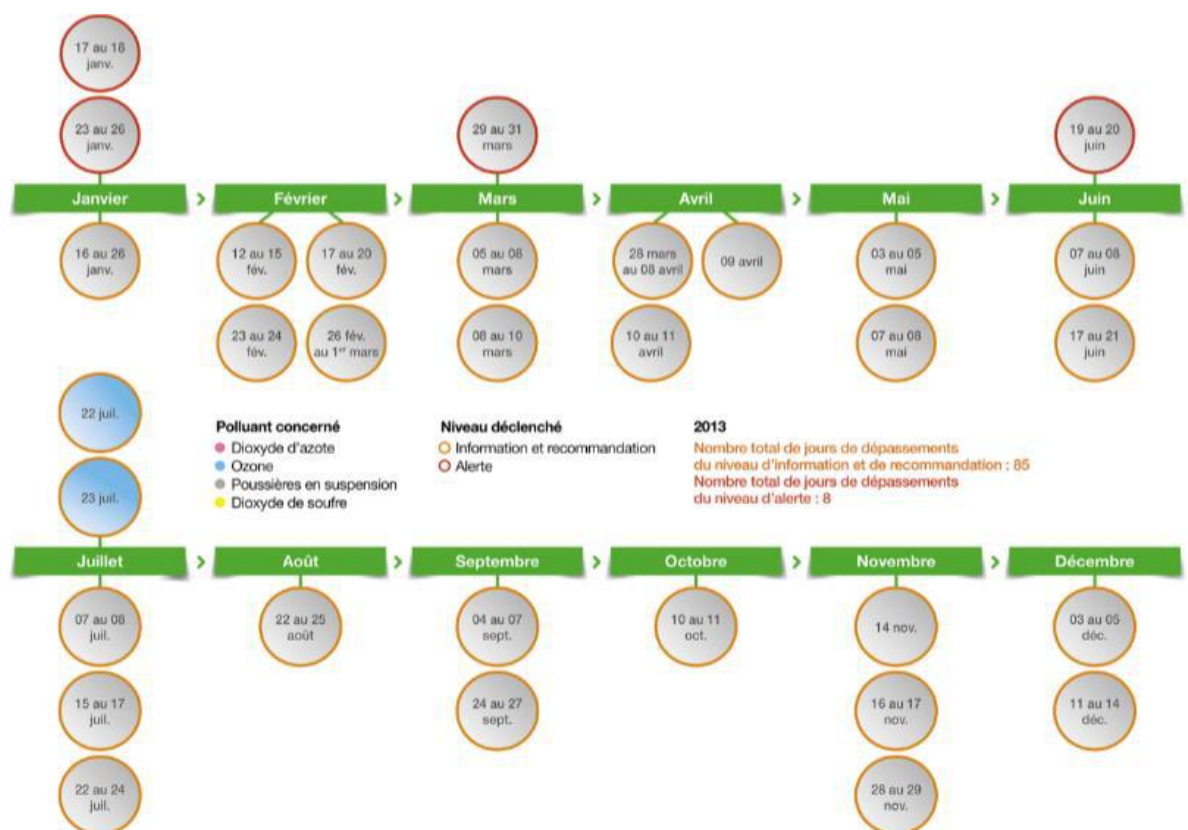 17 au 18
janv.
23 au 26
janv.
29 au 31
mars
19 au 20
juin
Janvier
Février
Mars
Avril
Mai
Juin
16 au 26
janv.
12 au 15
fév.
17 au 20
fév.
05 au 08
mars
28 mars
au 08 avril
09 avril
03 au 05
mai
07 au 08
juin
23 au 24
fév.
26 fév.
au 1er mars
08 au 10
mars
10 au 11
avril
07 au 08
mai
17 au 21
juin
22 juil.
23 juil.
Polluant concerné
Dioxyde d'azote
Ozone
Poussières en suspension
Dioxyde de soufre
Niveau déclenché
Information et recommandation
Alerte
2013
Nombre total de jours de dépassements
du niveau d'information et de recommandation : 85
Nombre total de jours de dépassements
du niveau d'alerte : 8
Juillet
Août
Septembre
Octobre
Novembre
Décembre
07 au 08
juil.
22 au 25
août
04 au 07
sept.
10 au 11
oct.
14 nov.
03 au 05
déc.
15 au 17
juil.
24 au 27
sept.
16 au 17
nov.
11 au 14
déc.
22 au 24
juil.
28 au 29
nov.